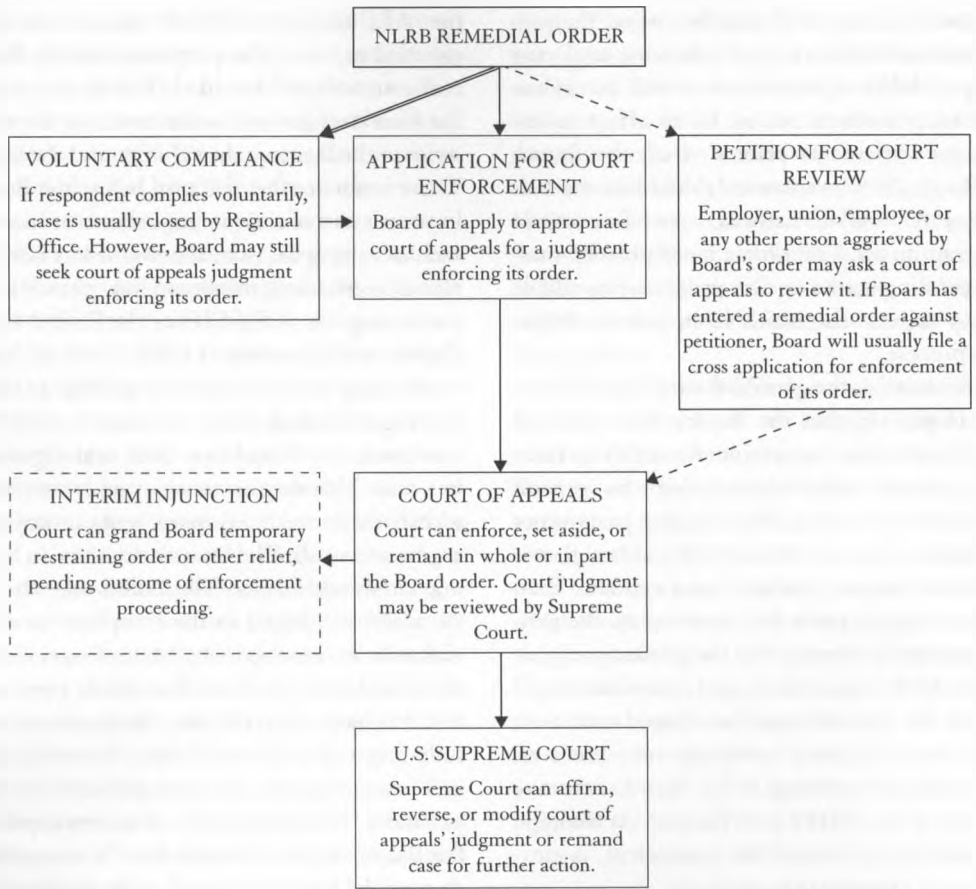 NLRB REMEDIAL ORDER
VOLUNTARY COMPLIANCE
If respondent complies voluntarily,
case is usually closed by Regional
Office. However, Board may still
seek court of appeals judgment
enforcing its order.
APPLICATION FOR COURT
ENFORCEMENT
Board can apply to appropriate
court of appeals for a judgment
enforcing its order.
PETITION FOR COURT
REVIEW
Employer, union, employee, or
any other person aggrieved by
Board's order may ask a court of
appeals to review it. If Boars has
entered a remedial order against
petitioner, Board will usually file a
cross application for enforcement
of its order.
INTERIM INJUNCTION
Court can grand Board temporary
restraining order or other relief,
pending outcome of enforcement
proceeding.
COURT OF APPEALS
Court can enforce, set aside, or
remand in whole or in part
the Board order. Court judgment
may be reviewed by Supreme
Court.
U.S. SUPREME COURT
Supreme Court can affirm,
reverse, or modify court of
appeals' judgment or remand
case for further action.